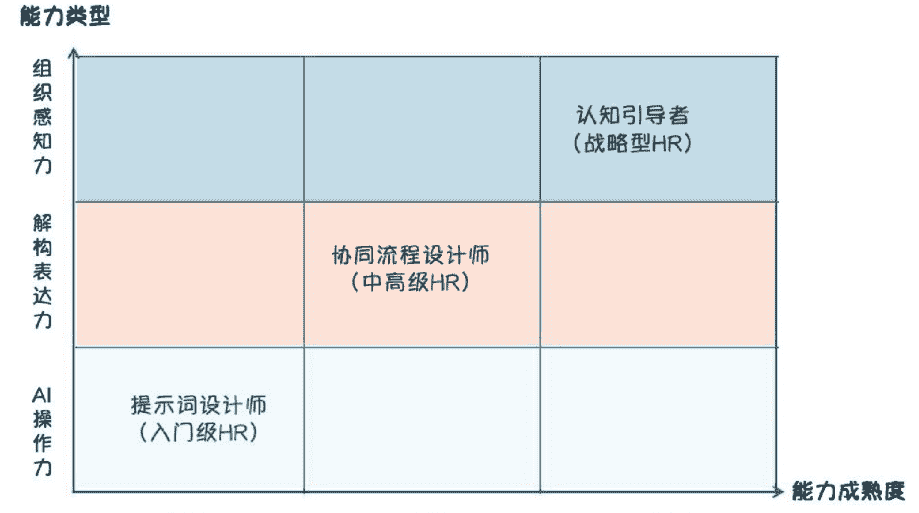 能力类型
组织感知力
认知引导者
(战略型HR)
解构表达力
协同流程设计师
(中高级HR)
AI操作力
提示词设计师
(入门级HR)
能力成熟度